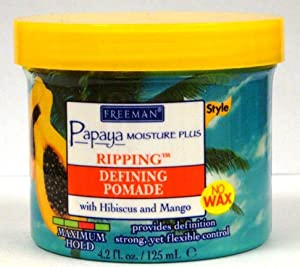 FREEMAN®
Style
Papaya MOISTURE PLUS
RIPPING™
DEFINING
POMADE
with Hibiscus and Mango
NO
WAX
MAXIMUM
HOLD
provides definition
strong, yet flexible control
4.2 fl. oz. / 125 mL e